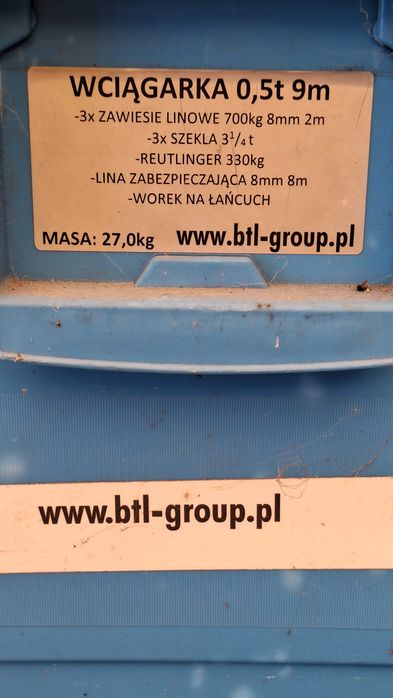 WCIĄGARKA 0,5t 9m
-3x ZAWIESIE LINOWE 700kg 8mm 2m
-3x SZEKLA 3¹/₄ t
-REUTLINGER 330kg
-LINA ZABEZPIECZAJĄCA 8mm 8m
-WOREK NA ŁAŃCUCH
MASA: 27,0kg www.btl-group.pl
www.btl-group.pl